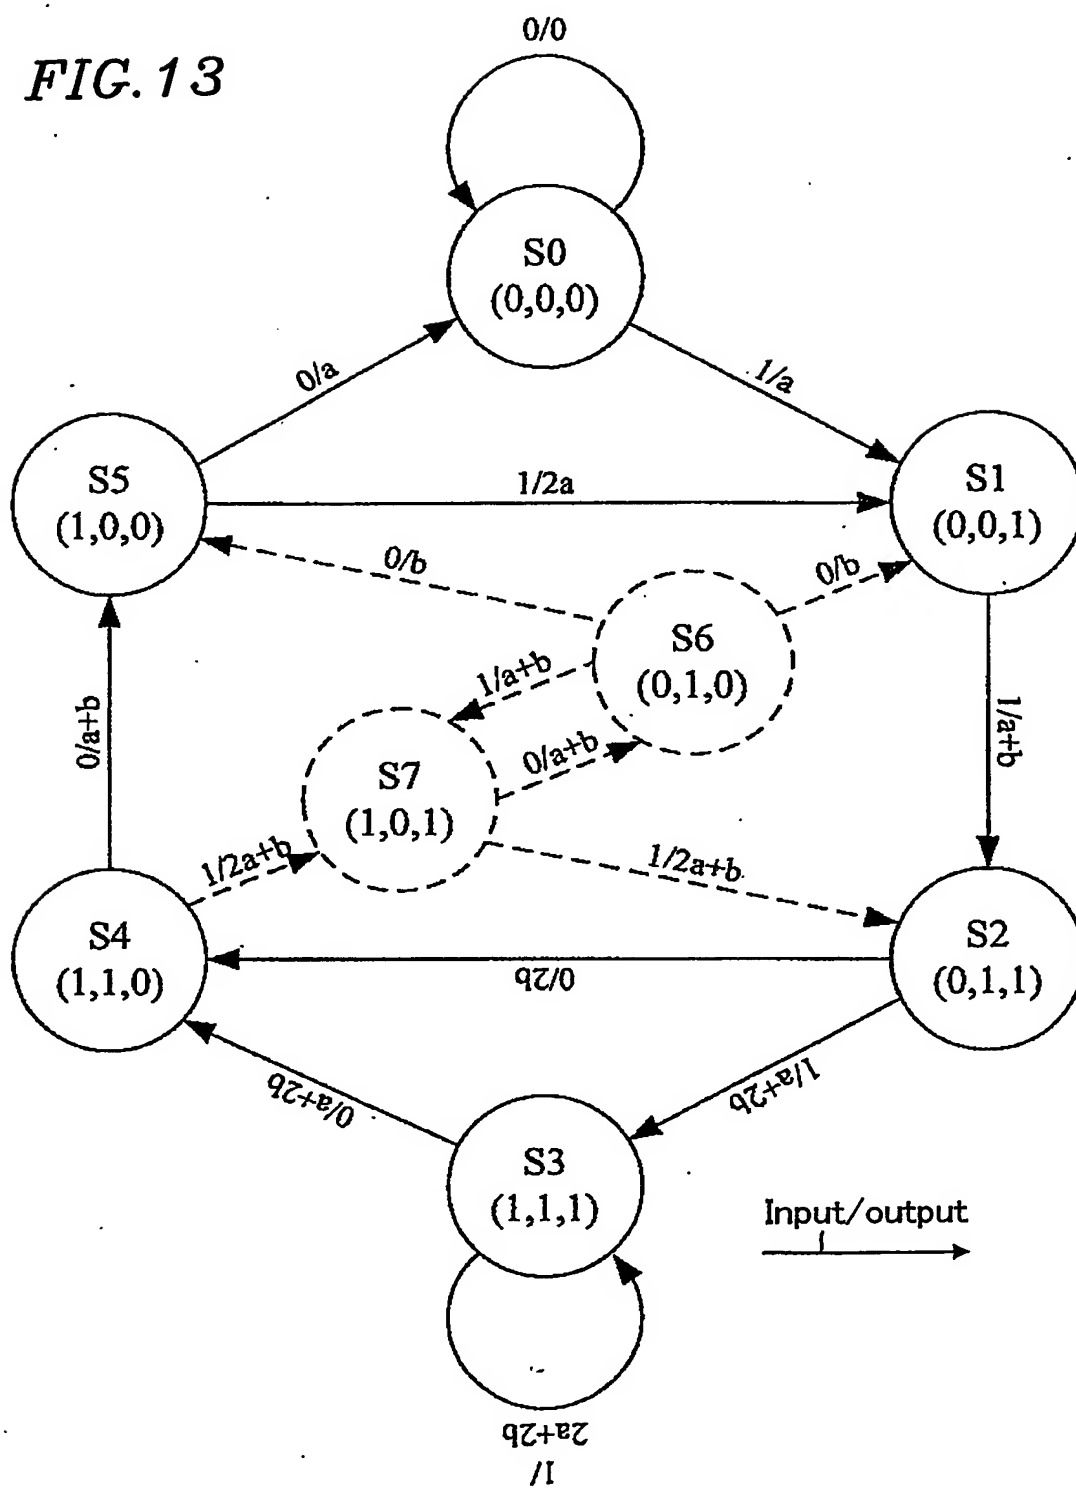 FIG.13
0/0
S0
(0,0,0)
0/a
1/a
S5
(1,0,0)
1/2a
S1
(0,0,1)
0/b
0/b
S6
(0,1,0)
1/a+b
0/a+b
1/a+b
0/a+b
S7
(1,0,1)
1/2a+b
1/2a+b
S4
(1,1,0)
0/2b
S2
(0,1,1)
0/a+2b
1/a+2b
S3
(1,1,1)
Input/output
1/
2a+2b